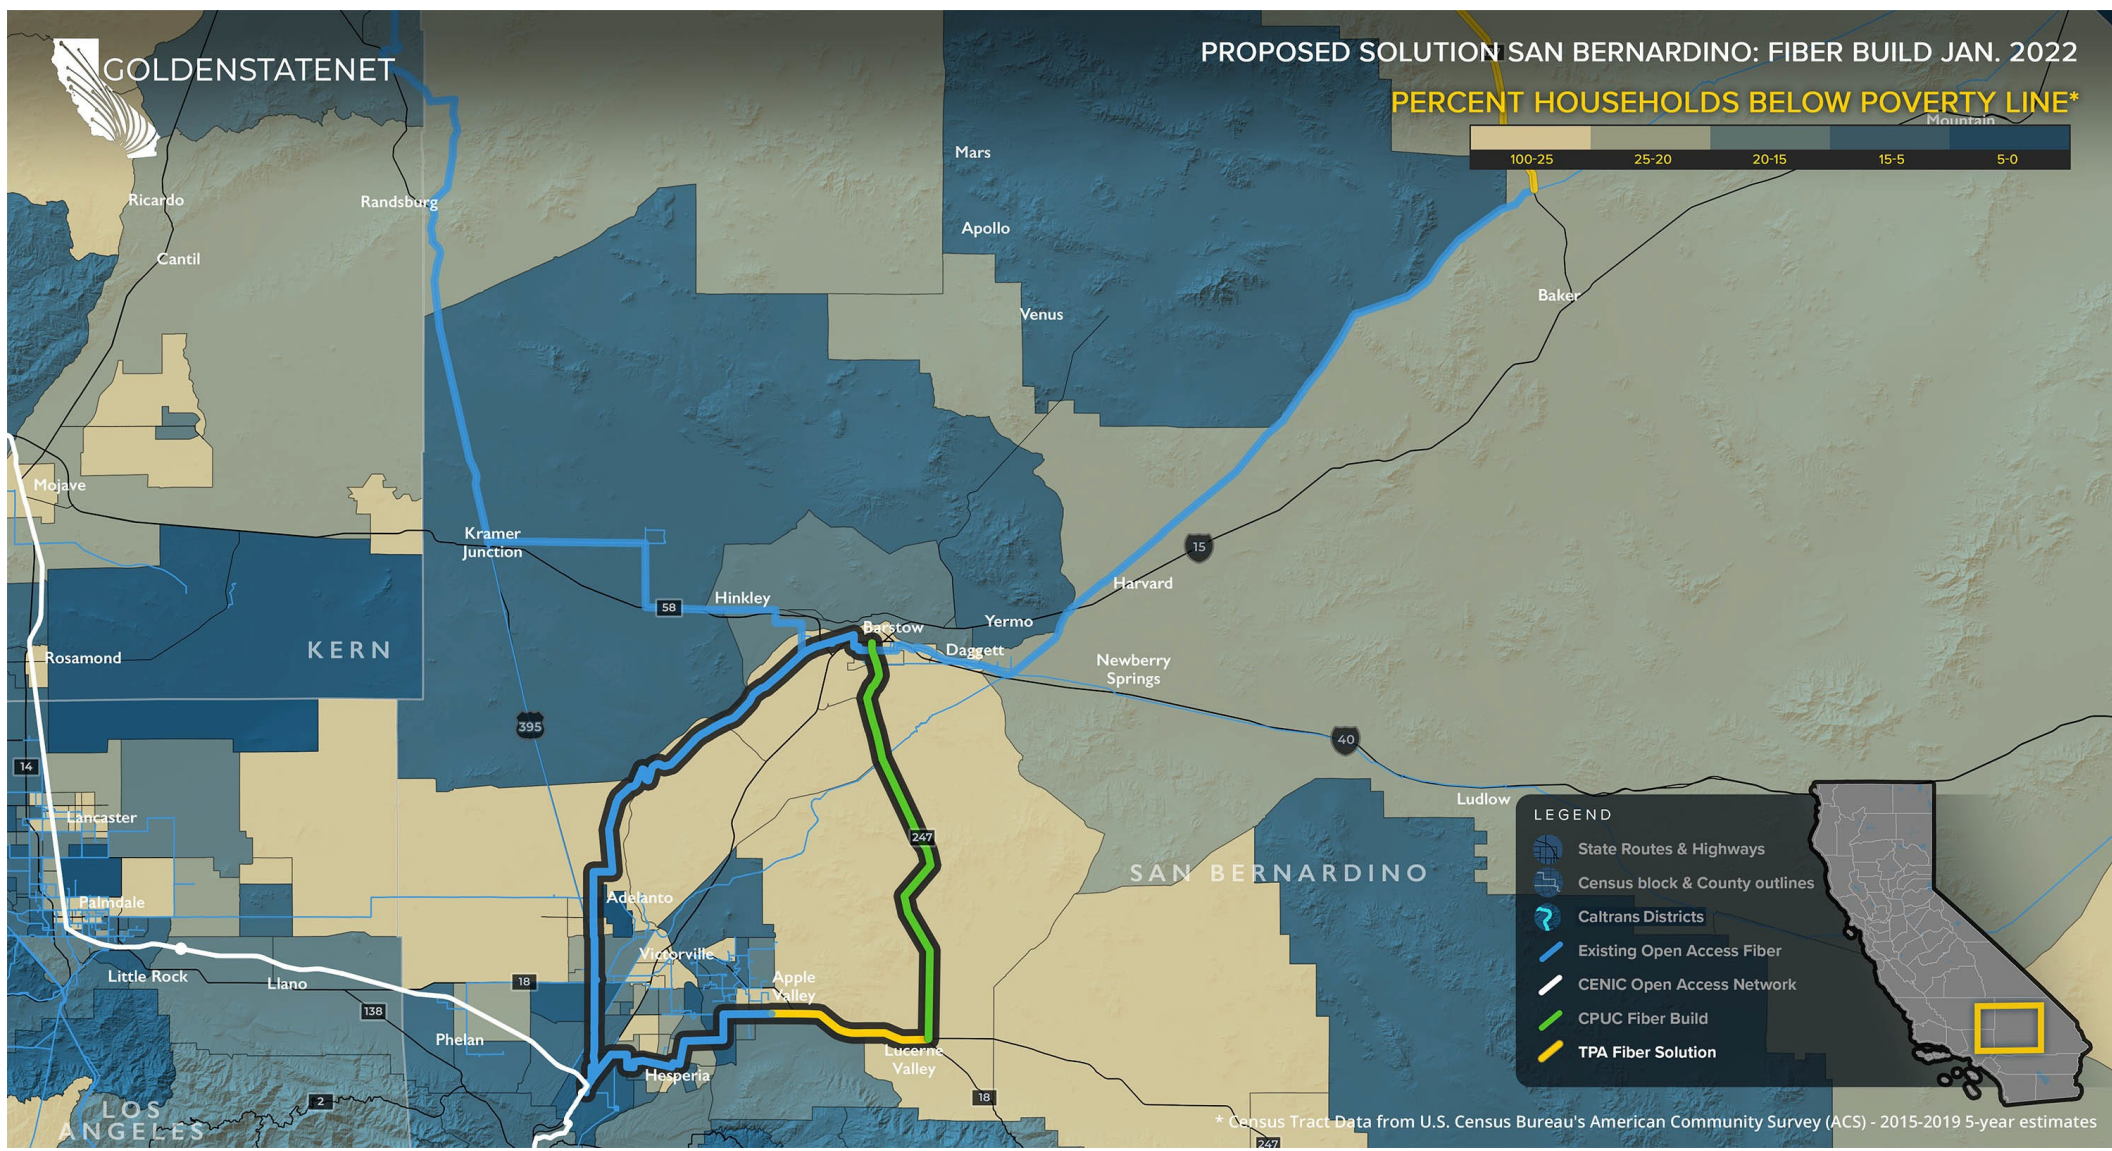 GOLDENSTATENET
PROPOSED SOLUTION SAN BERNARDINO: FIBER BUILD JAN. 2022
PERCENT HOUSEHOLDS BELOW POVERTY LINE*
Mountain
100-25
25-20
20-15
15-5
5-0
Mars
Ricardo
Randsburg
Apollo
Cantil
Baker
Venus
Mojave
Kramer
Junction
15
Harvard
Hinkley
58
Yermo
Barstow
KERN
Daggett
Rosamond
Newberry
Springs
395
40
14
Ludlow
Lancaster
247
SAN BERNARDINO
Adelanto
Palmdale
Victorville
Apple
Valley
Little Rock
Llano
18
138
Phelan
Lucerne
Valley
Hesperia
18
2
LOS
ANGELES
247
LEGEND
State Routes & Highways
Census block & County outlines
Caltrans Districts
Existing Open Access Fiber
CENIC Open Access Network
CPUC Fiber Build
TPA Fiber Solution
* Census Tract Data from U.S. Census Bureau's American Community Survey (ACS) - 2015-2019 5-year estimates